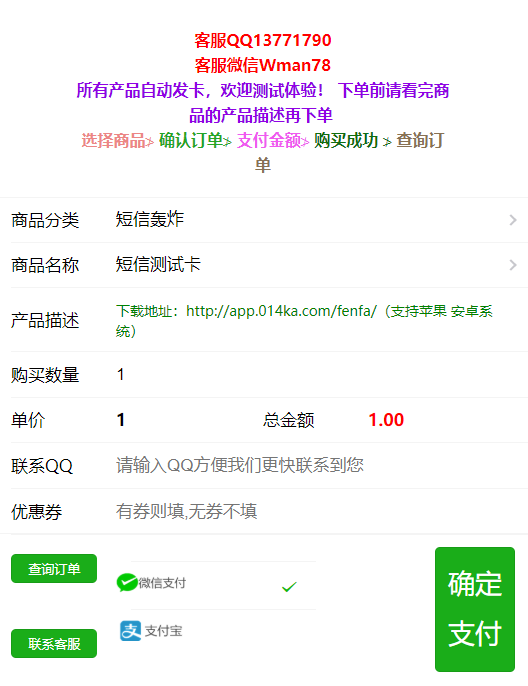 客服QQ13771790
客服微信Wman78
所有产品自动发卡，欢迎测试体验！ 下单前请看完商
品的产品描述再下单
选择商品> 确认订单> 支付金额> 购买成功 > 查询订
单
商品分类 短信轰炸
商品名称 短信测试卡
产品描述 下载地址：http://app.014ka.com/fenfa/（支持苹果 安卓系
统）
购买数量 1
单价 1 总金额 1.00
联系QQ 请输入QQ方便我们更快联系到您
优惠券 有券则填,无券不填
查询订单 微信支付
联系客服 支付宝
确定
支付